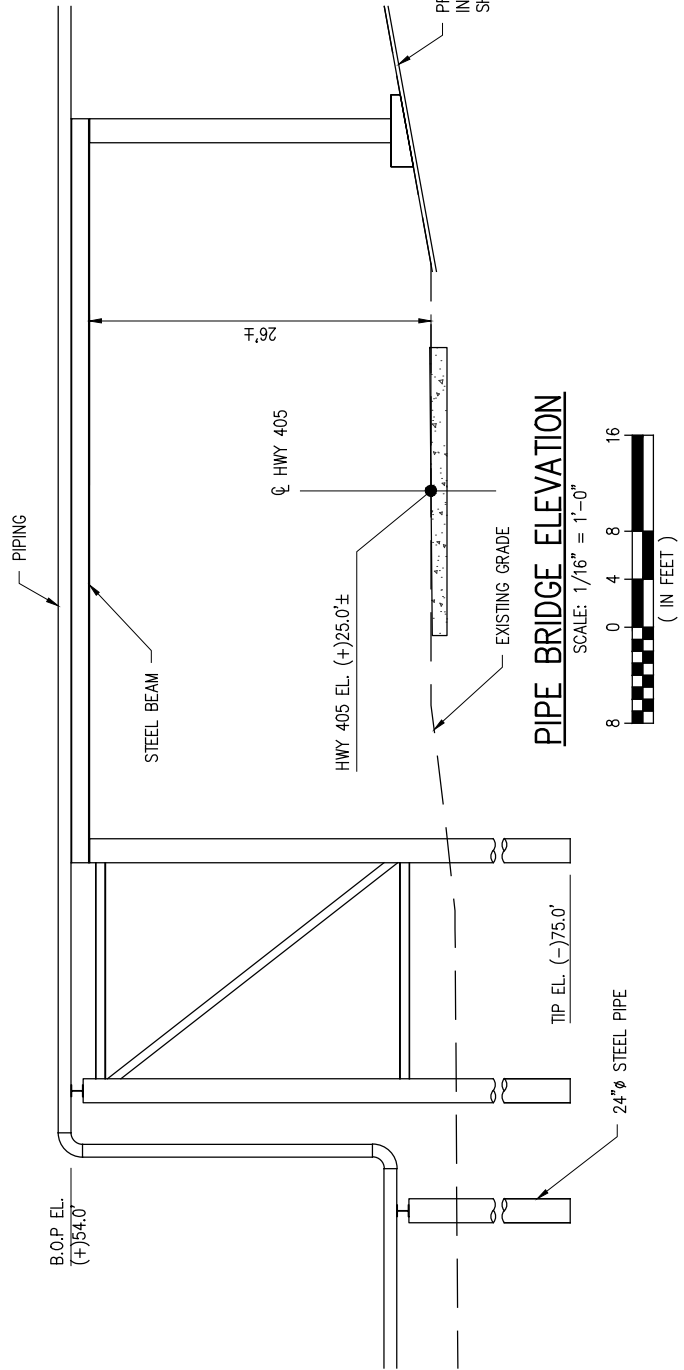 PIPING
B.O.P EL.
(+)54.0'
STEEL BEAM
26'±
℄ HWY 405
HWY 405 EL. (+)25.0'±
EXISTING GRADE
TIP EL. (-)75.0'
24"ø STEEL PIPE
PIPE BRIDGE ELEVATION
SCALE: 1/16" = 1'-0"
8 0 4 8 16
( IN FEET )